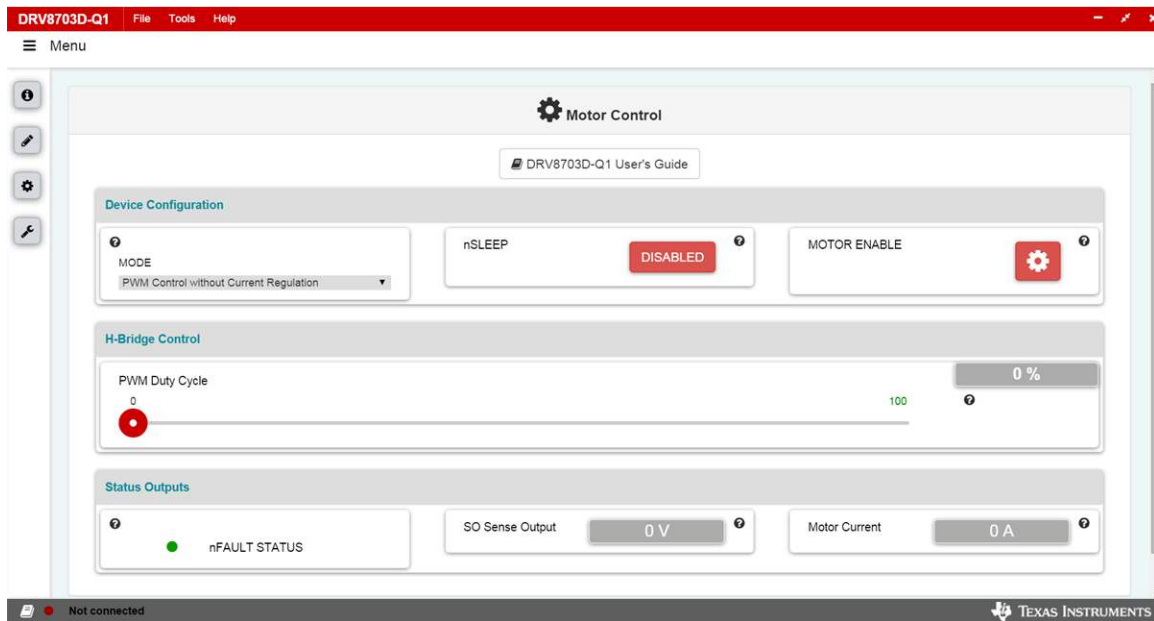 DRV8703D-Q1 File Tools Help
Menu
Motor Control
DRV8703D-Q1 User's Guide
Device Configuration
MODE
PWM Control without Current Regulation
nSLEEP
DISABLED
MOTOR ENABLE
H-Bridge Control
PWM Duty Cycle
0 %
0
100
Status Outputs
nFAULT STATUS
SO Sense Output
0 V
Motor Current
0 A
Not connected
TEXAS INSTRUMENTS